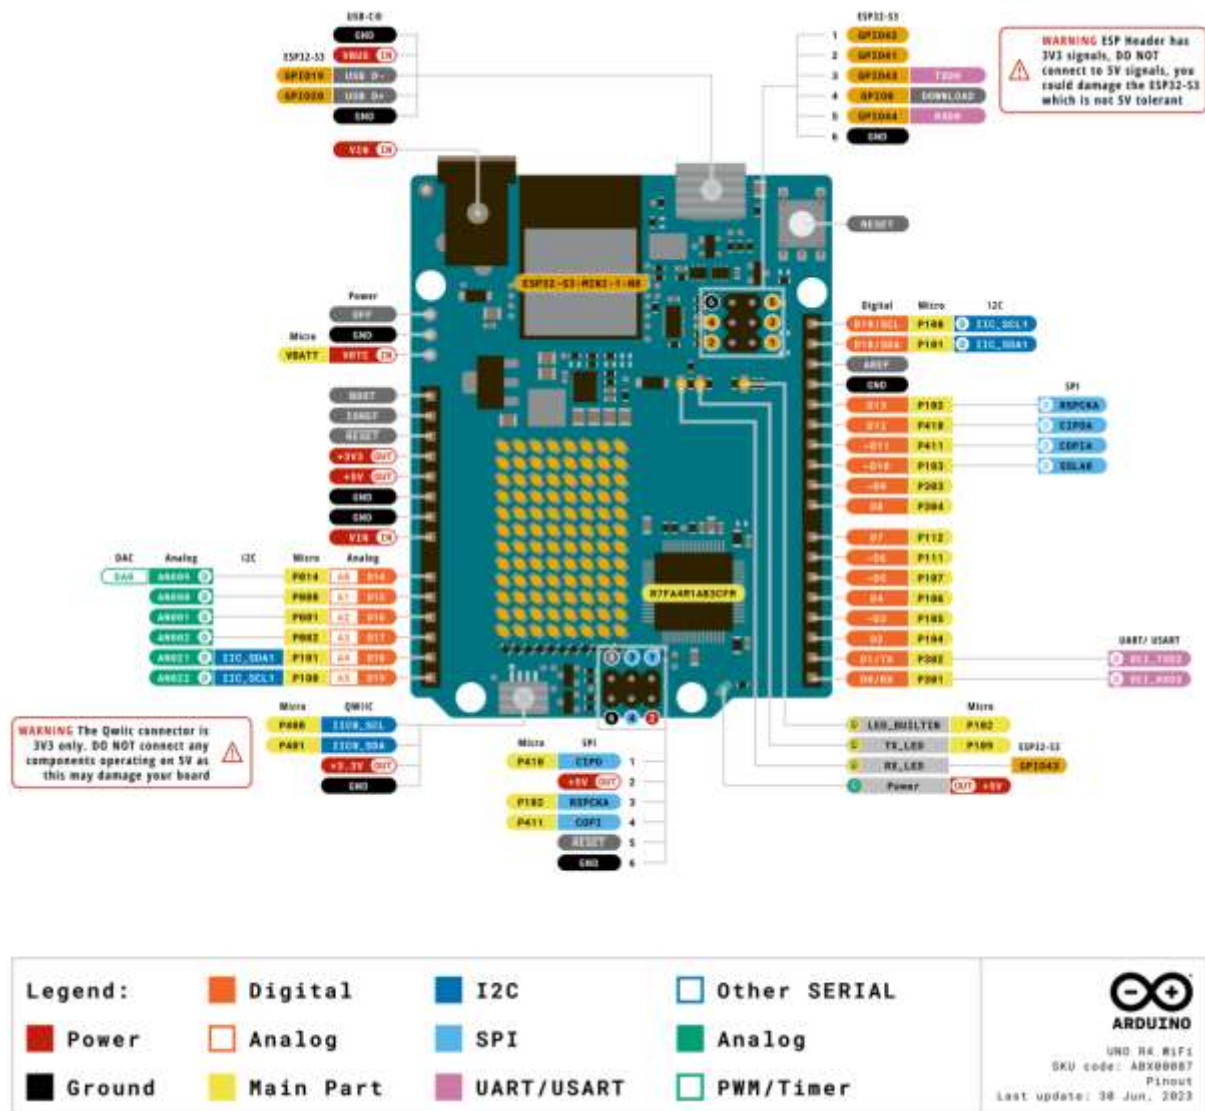 USB-C®
GND
ESP32-S3 VBUS IN
GPIO19 USB D-
GPIO20 USB D+
GND
VIN IN
ESP32-S3
1 GPIO42
2 GPIO41
3 GPIO43 TXD0
4 GPIO0 DOWNLOAD
5 GPIO44 RXD0
6 GND
WARNING ESP Header has
3V3 signals, DO NOT
connect to 5V signals, you
could damage the ESP32-S3
which is not 5V tolerant
RESET
ESP32-S3-MINI-1-N8
Power
OFF
GND
Micro
VBATT VRTC IN
BOOT
IOREF
RESET
+3V3 OUT
+5V OUT
GND
GND
VIN IN
DAC Analog I2C Micro Analog
DA0 P014 A0 D14
AN000 P000 A1 D15
AN001 P001 A2 D16
AN002 P002 A3 D17
AN021 IIC_SDA1 P101 A4 D18
AN022 IIC_SCL1 P100 A5 D19
Digital Micro I2C
P100 IIC_SCL1
P101 IIC_SDA1
AREF
GND
SPI
D13 P102 RSPCKA
D12 P410 CIPOA
~D11 P411 COPIA
~D10 P103
~D9 P303
D8 P304
D7 P112
~D6 P111
~D5 P107
D4 P106
~D3 P105
D2 P104
UART/ USART
D1/TX P302
D0/RX P301
R7FA4M1AB3CFM
Micro QWIIC
P400 IIC0_SCL
P401 IIC0_SDA
+3.3V OUT
GND
WARNING The Qwiic connector is
3V3 only. DO NOT connect any
components operating on 5V as
this may damage your board
Micro SPI
P410 CIPO 1
+5V OUT 2
P102 RSPCKA 3
P411 COPI 4
RESET 5
GND 6
Micro
LED_BUILTIN P102
TX_LED P109
ESP32-S3
RX_LED GPIO43
Power OUT +5V
Legend:
Power
Ground
Digital
Analog
Main Part
I2C
SPI
UART/USART
Other SERIAL
Analog
PWM/Timer
ARDUINO
UNO R4 WiFi
SKU code: ABX00087
Pinout
Last update: 30 Jun, 2023